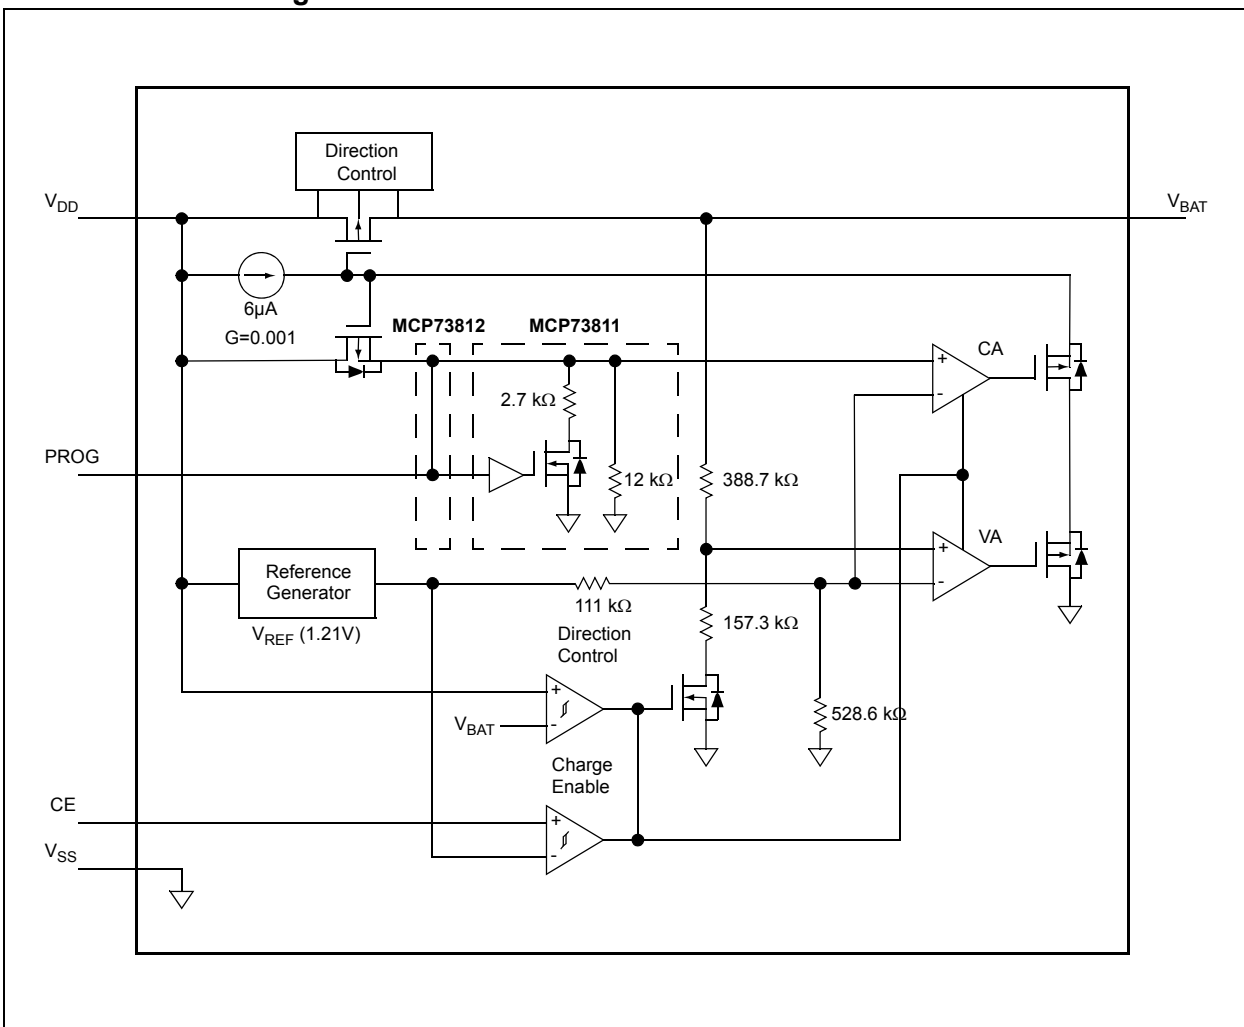 Direction
Control
V_DD
V_BAT
6µA
G=0.001
MCP73812
MCP73811
CA
+
-
2.7 kΩ
PROG
12 kΩ
388.7 kΩ
VA
+
-
Reference
Generator
111 kΩ
V_REF (1.21V)
Direction
Control
157.3 kΩ
+
V_BAT
-
528.6 kΩ
Charge
Enable
CE
+
V_SS
-